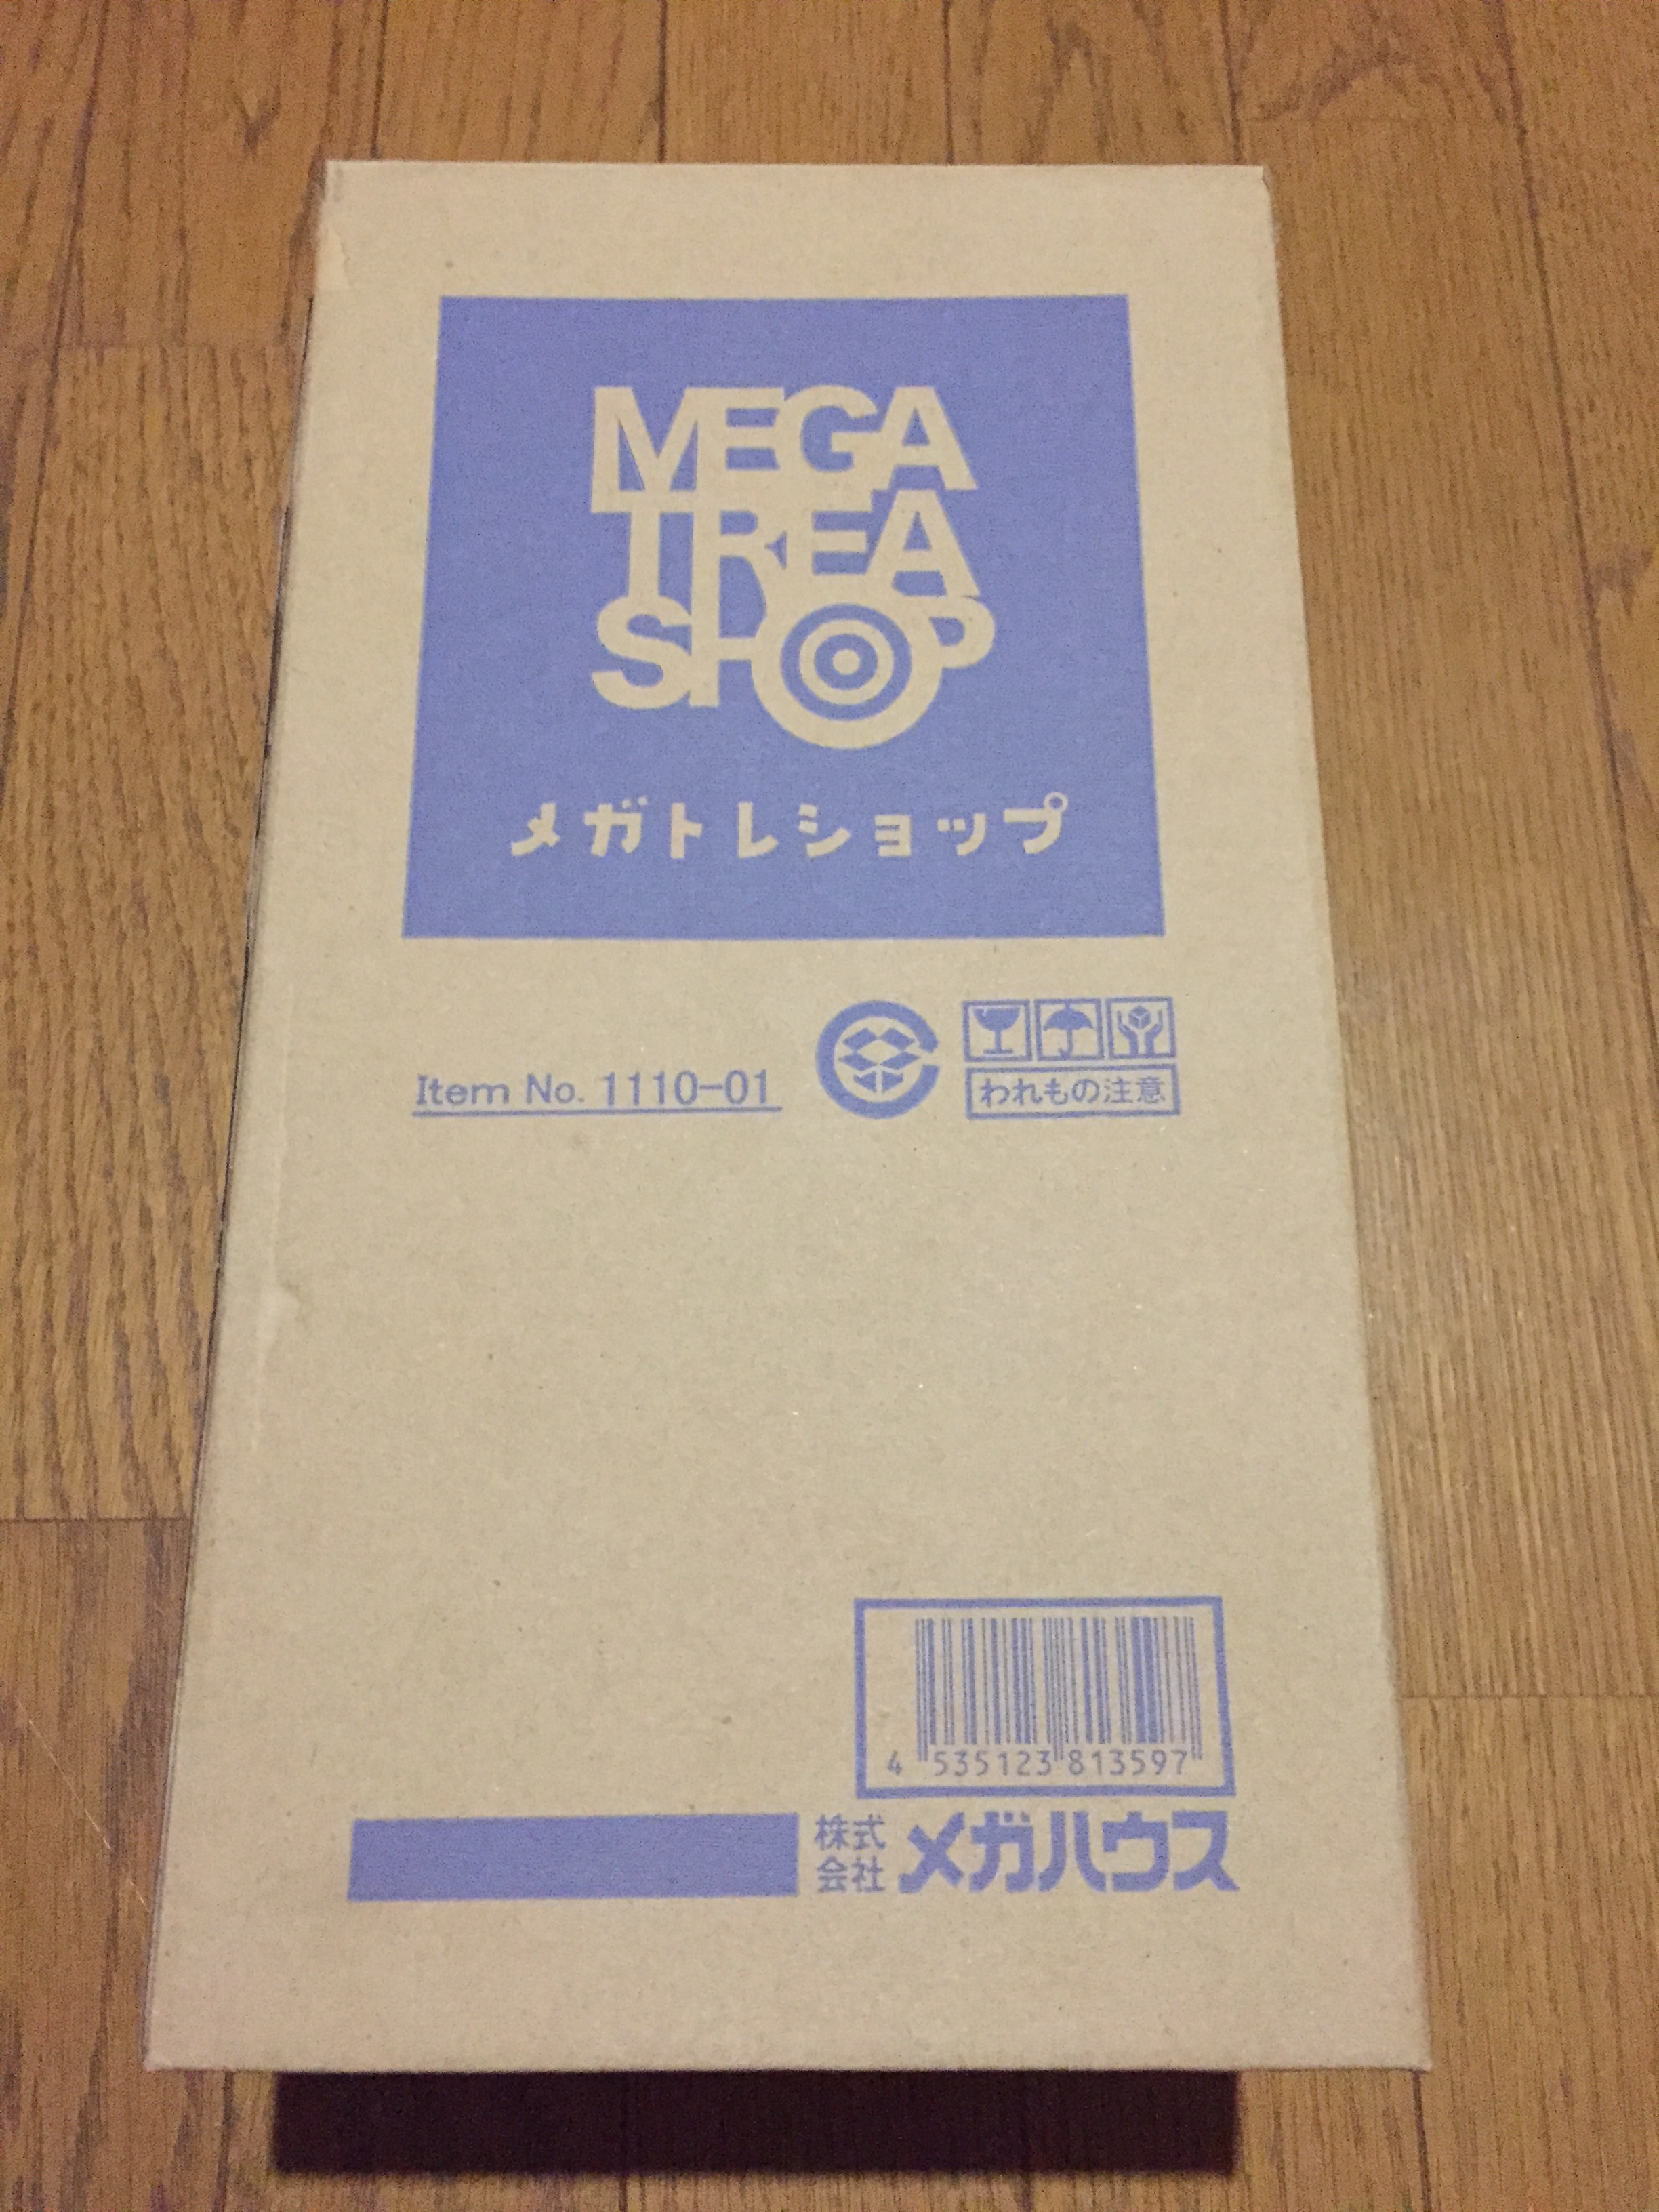 MEGA
TREA
SHOP
メガトレショップ
Item No. 1110-01
われもの注意
4 535123 813597
株式
会社 メガハウス